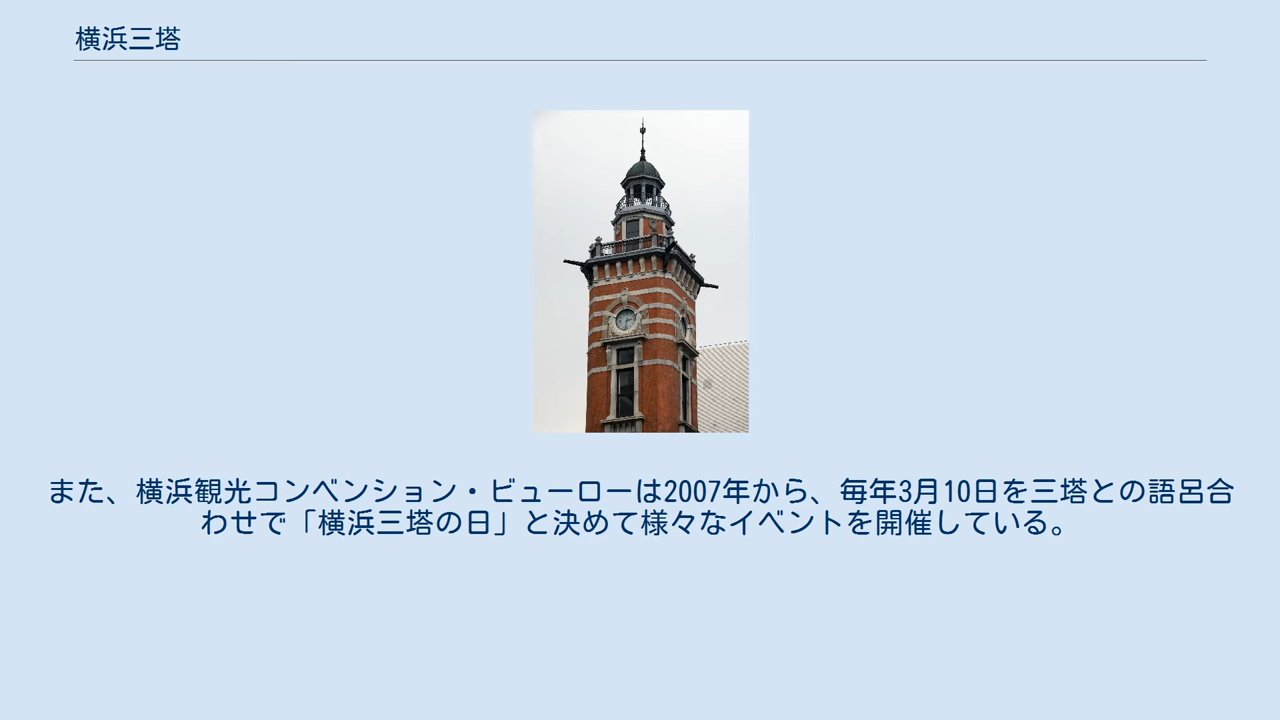 横浜三塔
また、横浜観光コンベンション・ビューローは2007年から、毎年3月10日を三塔との語呂合
わせで「横浜三塔の日」と決めて様々なイベントを開催している。